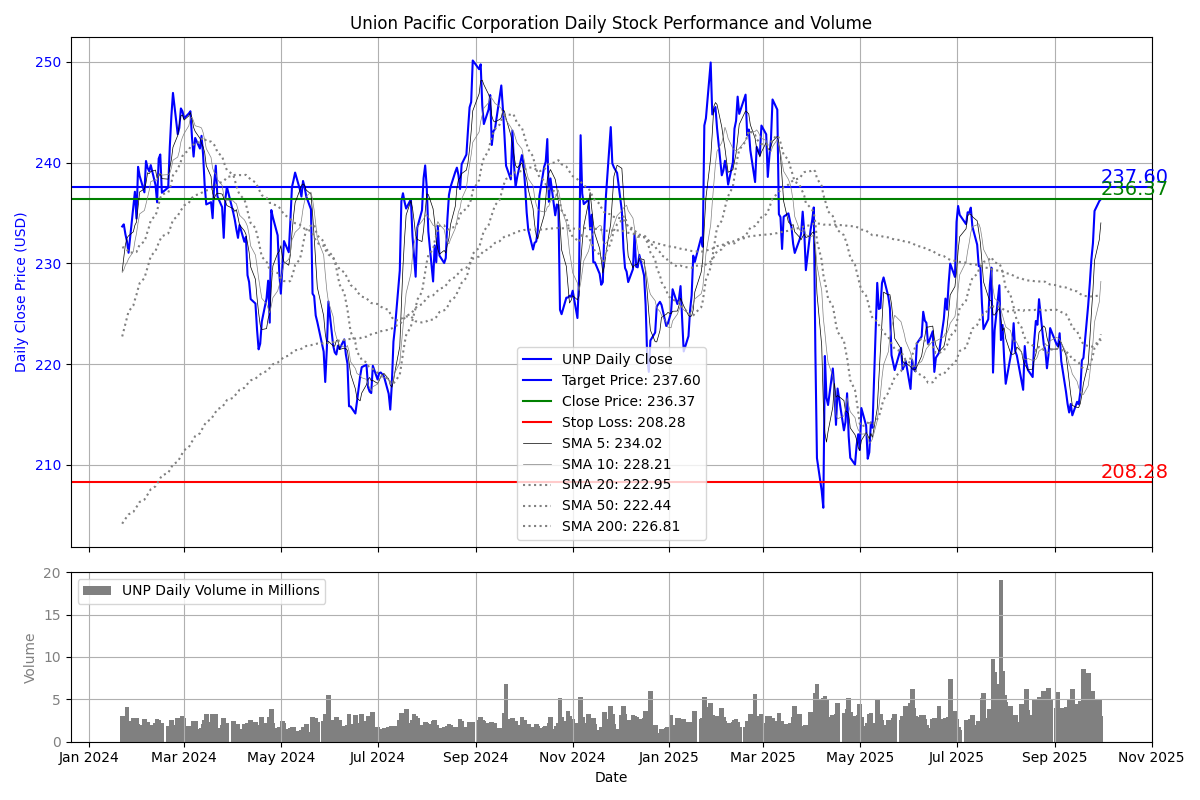 Union Pacific Corporation Daily Stock Performance and Volume
Daily Close Price (USD)
250
240
230
220
210
237.60
236.37
208.28
UNP Daily Close
Target Price: 237.60
Close Price: 236.37
Stop Loss: 208.28
SMA 5: 234.02
SMA 10: 228.21
SMA 20: 222.95
SMA 50: 222.44
SMA 200: 226.81
Volume
20
15
10
5
0
UNP Daily Volume in Millions
Jan 2024
Mar 2024
May 2024
Jul 2024
Sep 2024
Nov 2024
Jan 2025
Mar 2025
May 2025
Jul 2025
Sep 2025
Nov 2025
Date